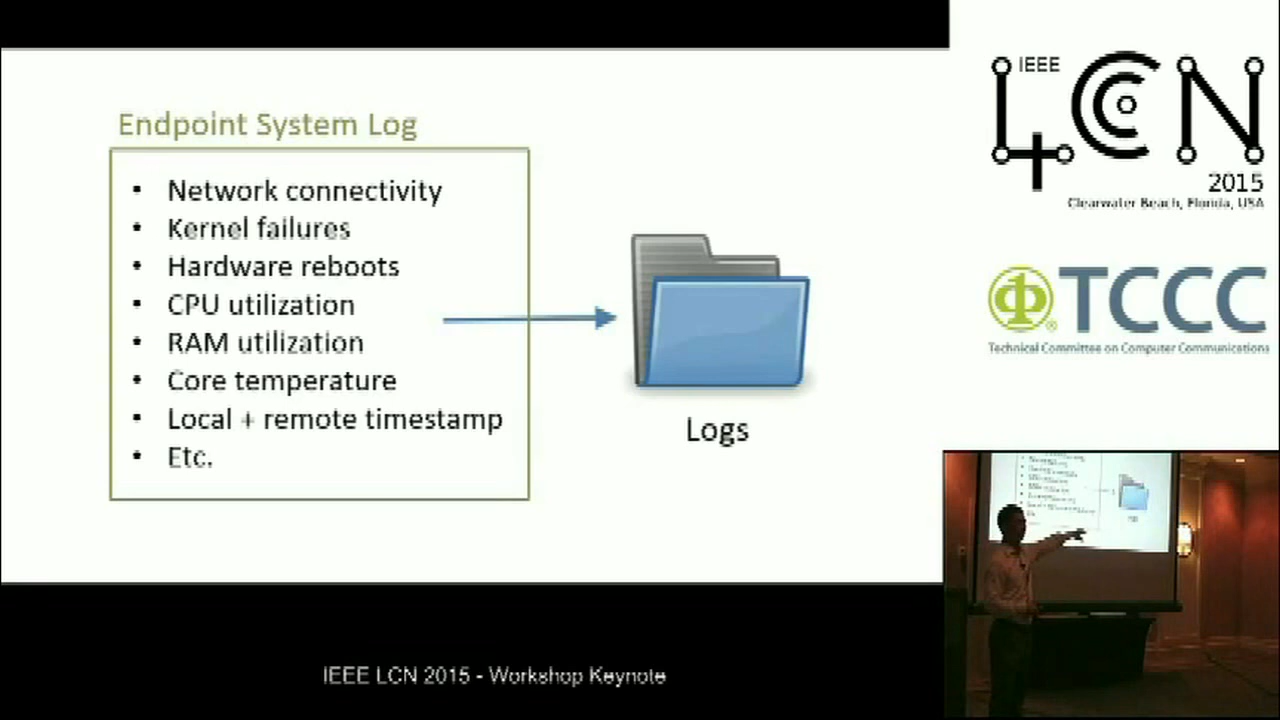 Endpoint System Log
• Network connectivity
• Kernel failures
• Hardware reboots
• CPU utilization
• RAM utilization
• Core temperature
• Local + remote timestamp
• Etc.
Logs
IEEE
LCN
2015
Clearwater Beach, Florida, USA
TCCC
Technical Committee on Computer Communications
IEEE LCN 2015 - Workshop Keynote